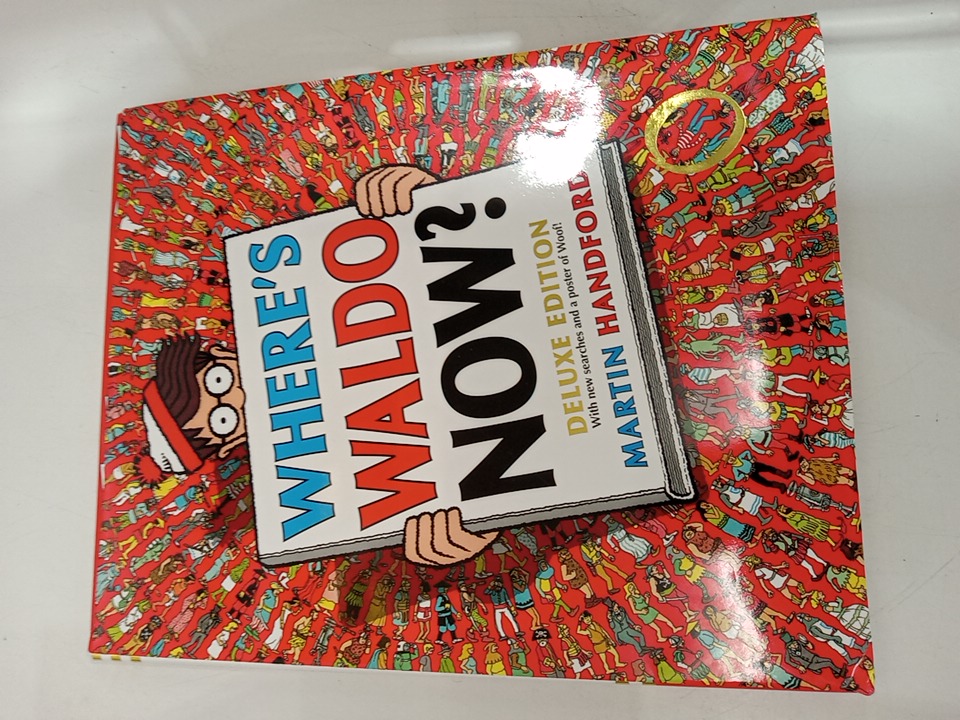 WHERE'S
WALDO
NOW?
DELUXE EDITION
With new searches and a poster of Woof!
MARTIN HANDFORD